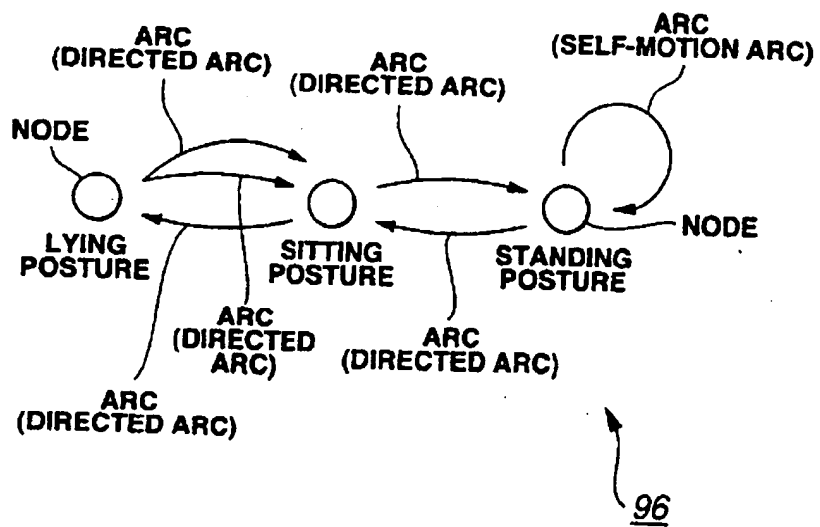 ARC
(DIRECTED ARC)
ARC
(SELF-MOTION ARC)
ARC
(DIRECTED ARC)
NODE
LYING
POSTURE
SITTING
POSTURE
STANDING
POSTURE
NODE
ARC
(DIRECTED
ARC)
ARC
(DIRECTED ARC)
ARC
(DIRECTED ARC)
96